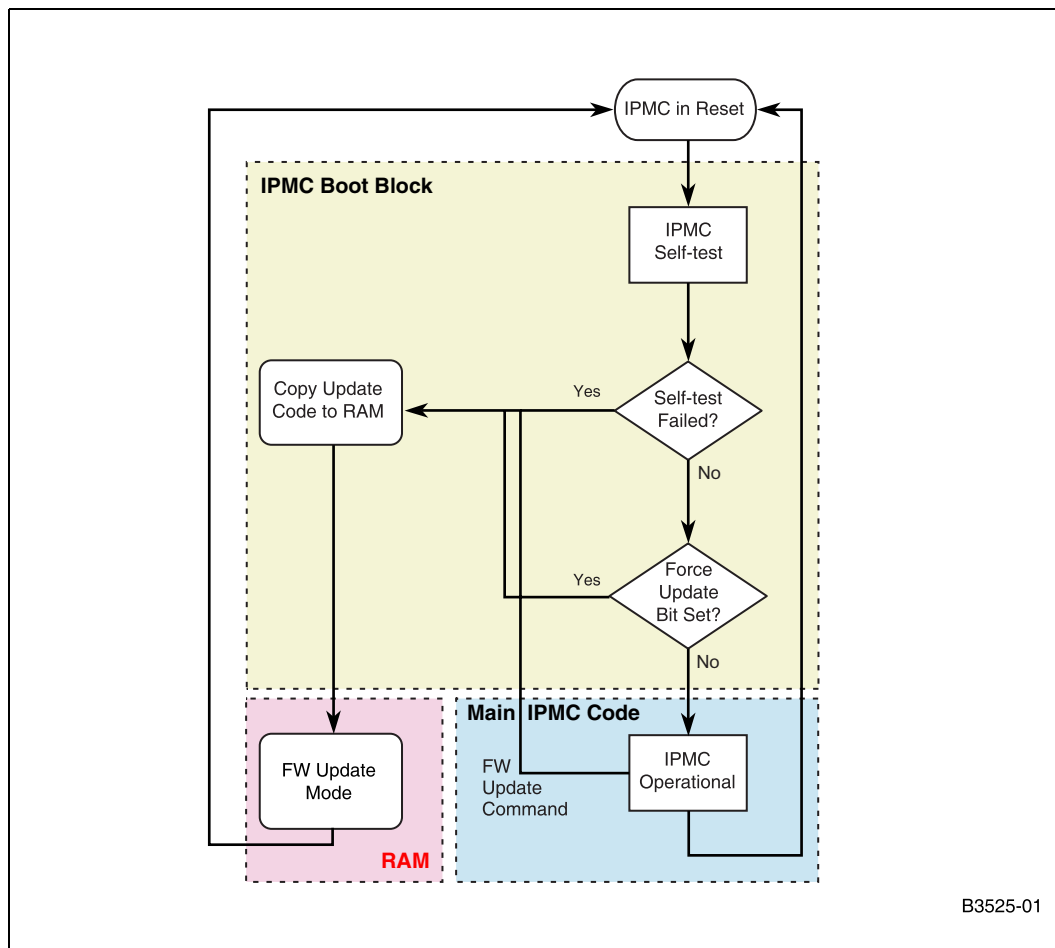 IPMC in Reset
IPMC Boot Block
IPMC
Self-test
Copy Update
Code to RAM
Yes
Self-test
Failed?
No
Yes
Force
Update
Bit Set?
No
Main IPMC Code
FW Update
Mode
FW
Update
Command
IPMC
Operational
RAM
B3525-01